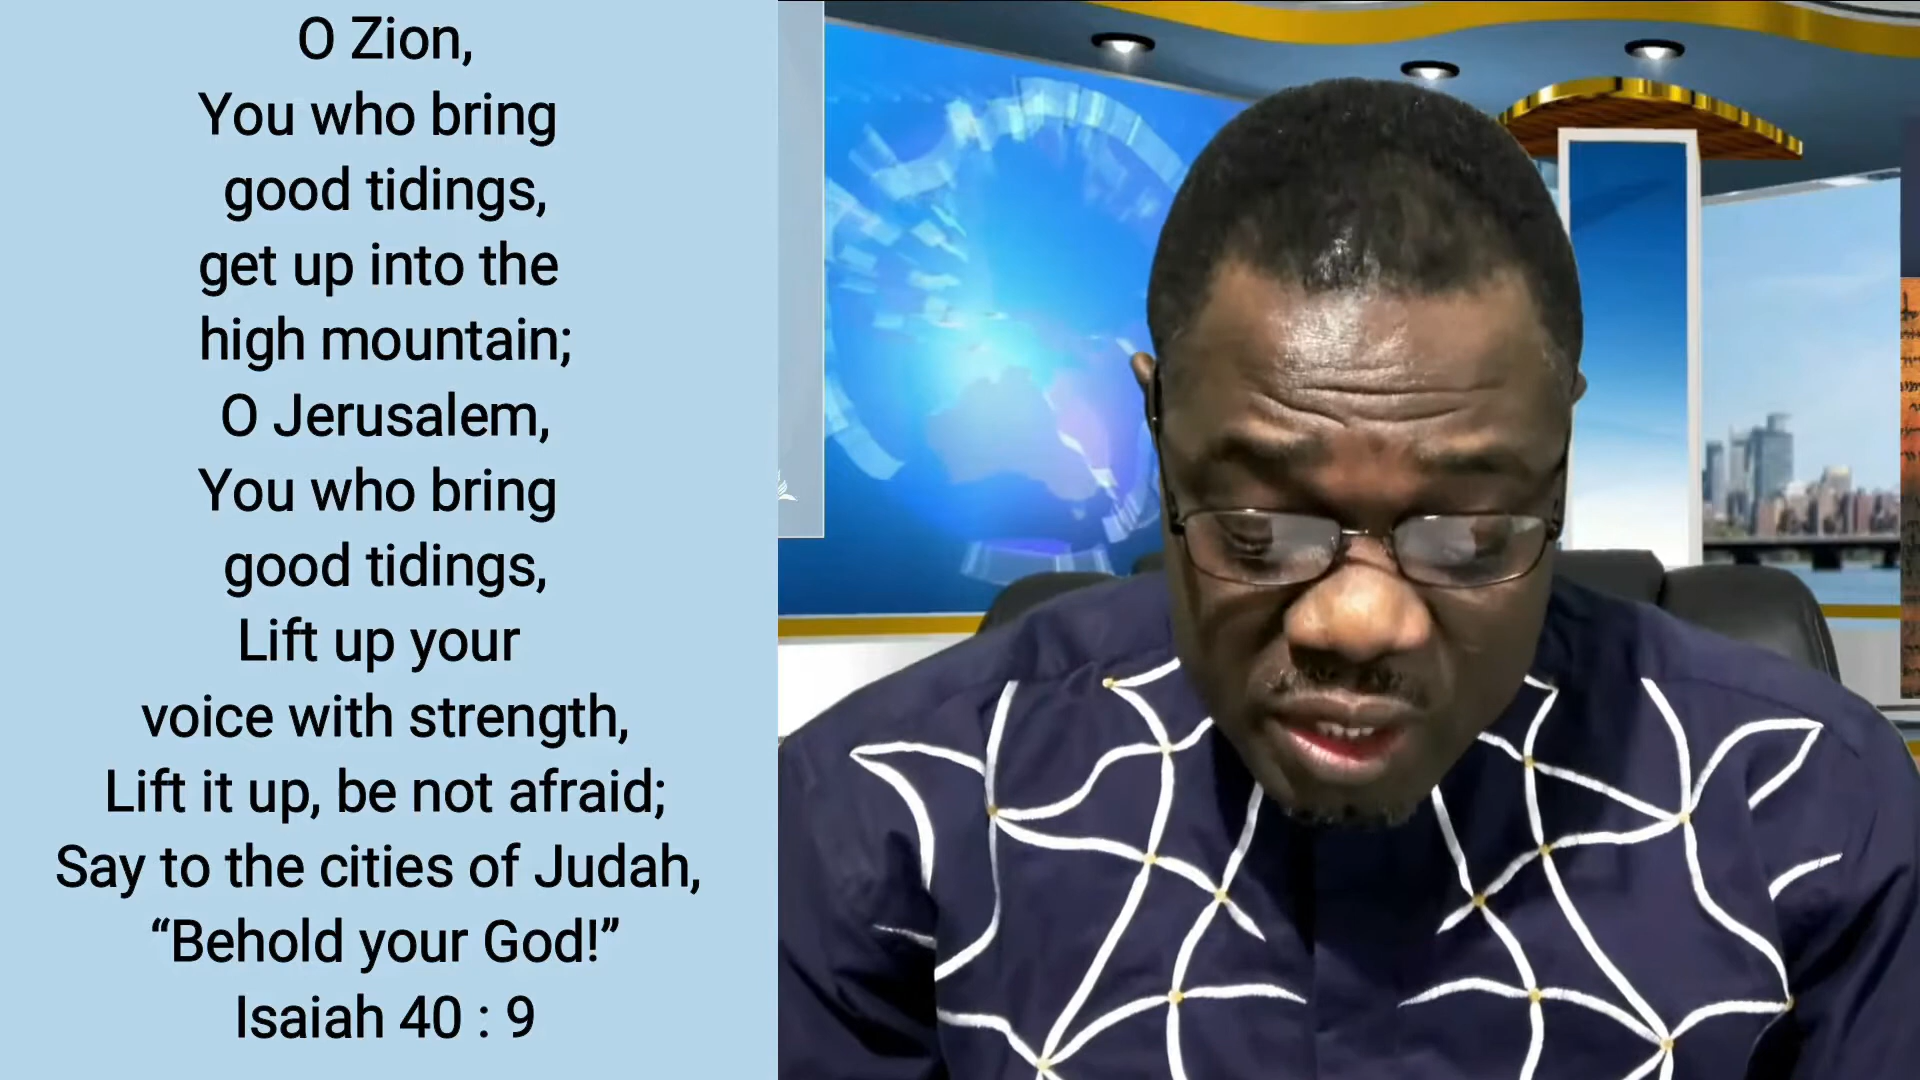 O Zion,
You who bring
good tidings,
get up into the
high mountain;
O Jerusalem,
You who bring
good tidings,
Lift up your
voice with strength,
Lift it up, be not afraid;
Say to the cities of Judah,
“Behold your God!”
Isaiah 40 : 9